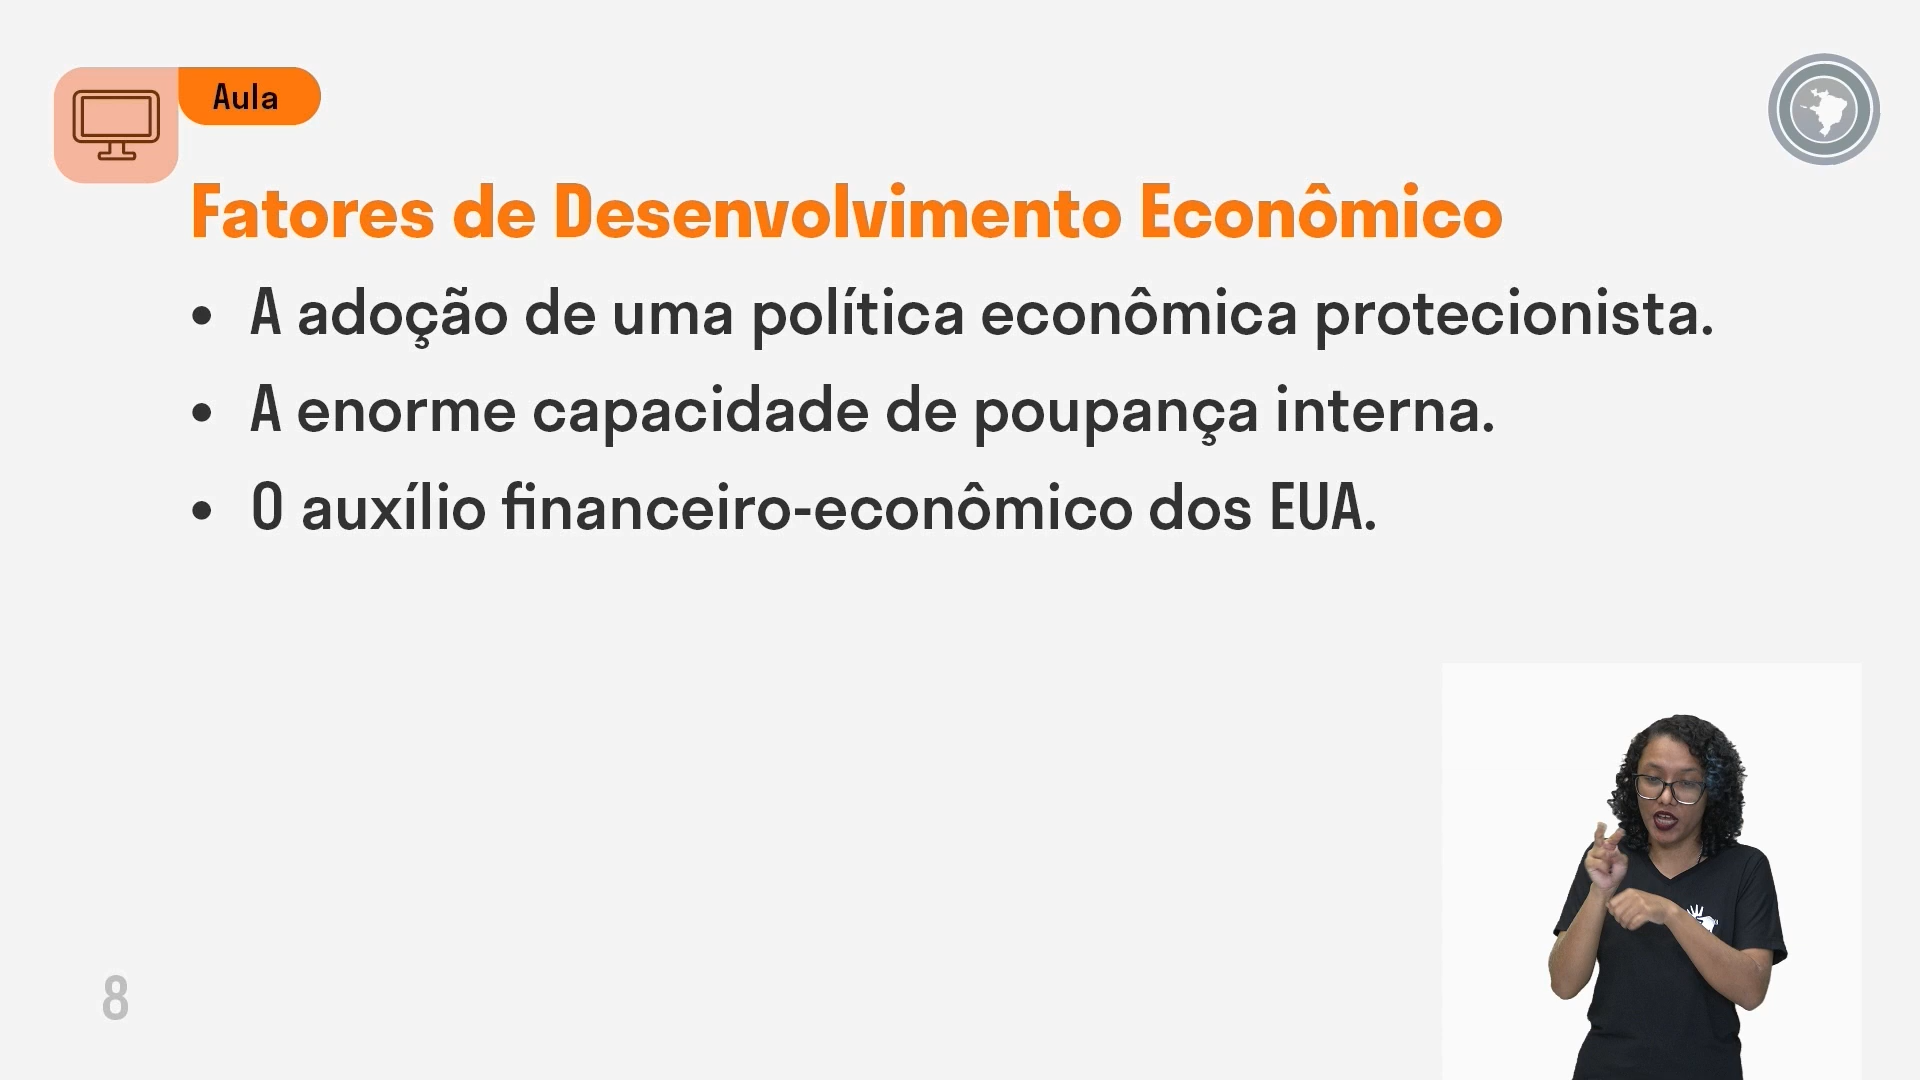 Aula
Fatores de Desenvolvimento Econômico
• A adoção de uma política econômica protecionista.
• A enorme capacidade de poupança interna.
• O auxílio financeiro-econômico dos EUA.
8